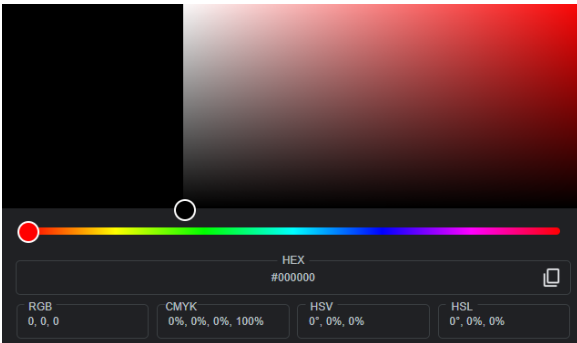 HEX
#000000
RGB
0, 0, 0
CMYK
0%, 0%, 0%, 100%
HSV
0°, 0%, 0%
HSL
0°, 0%, 0%